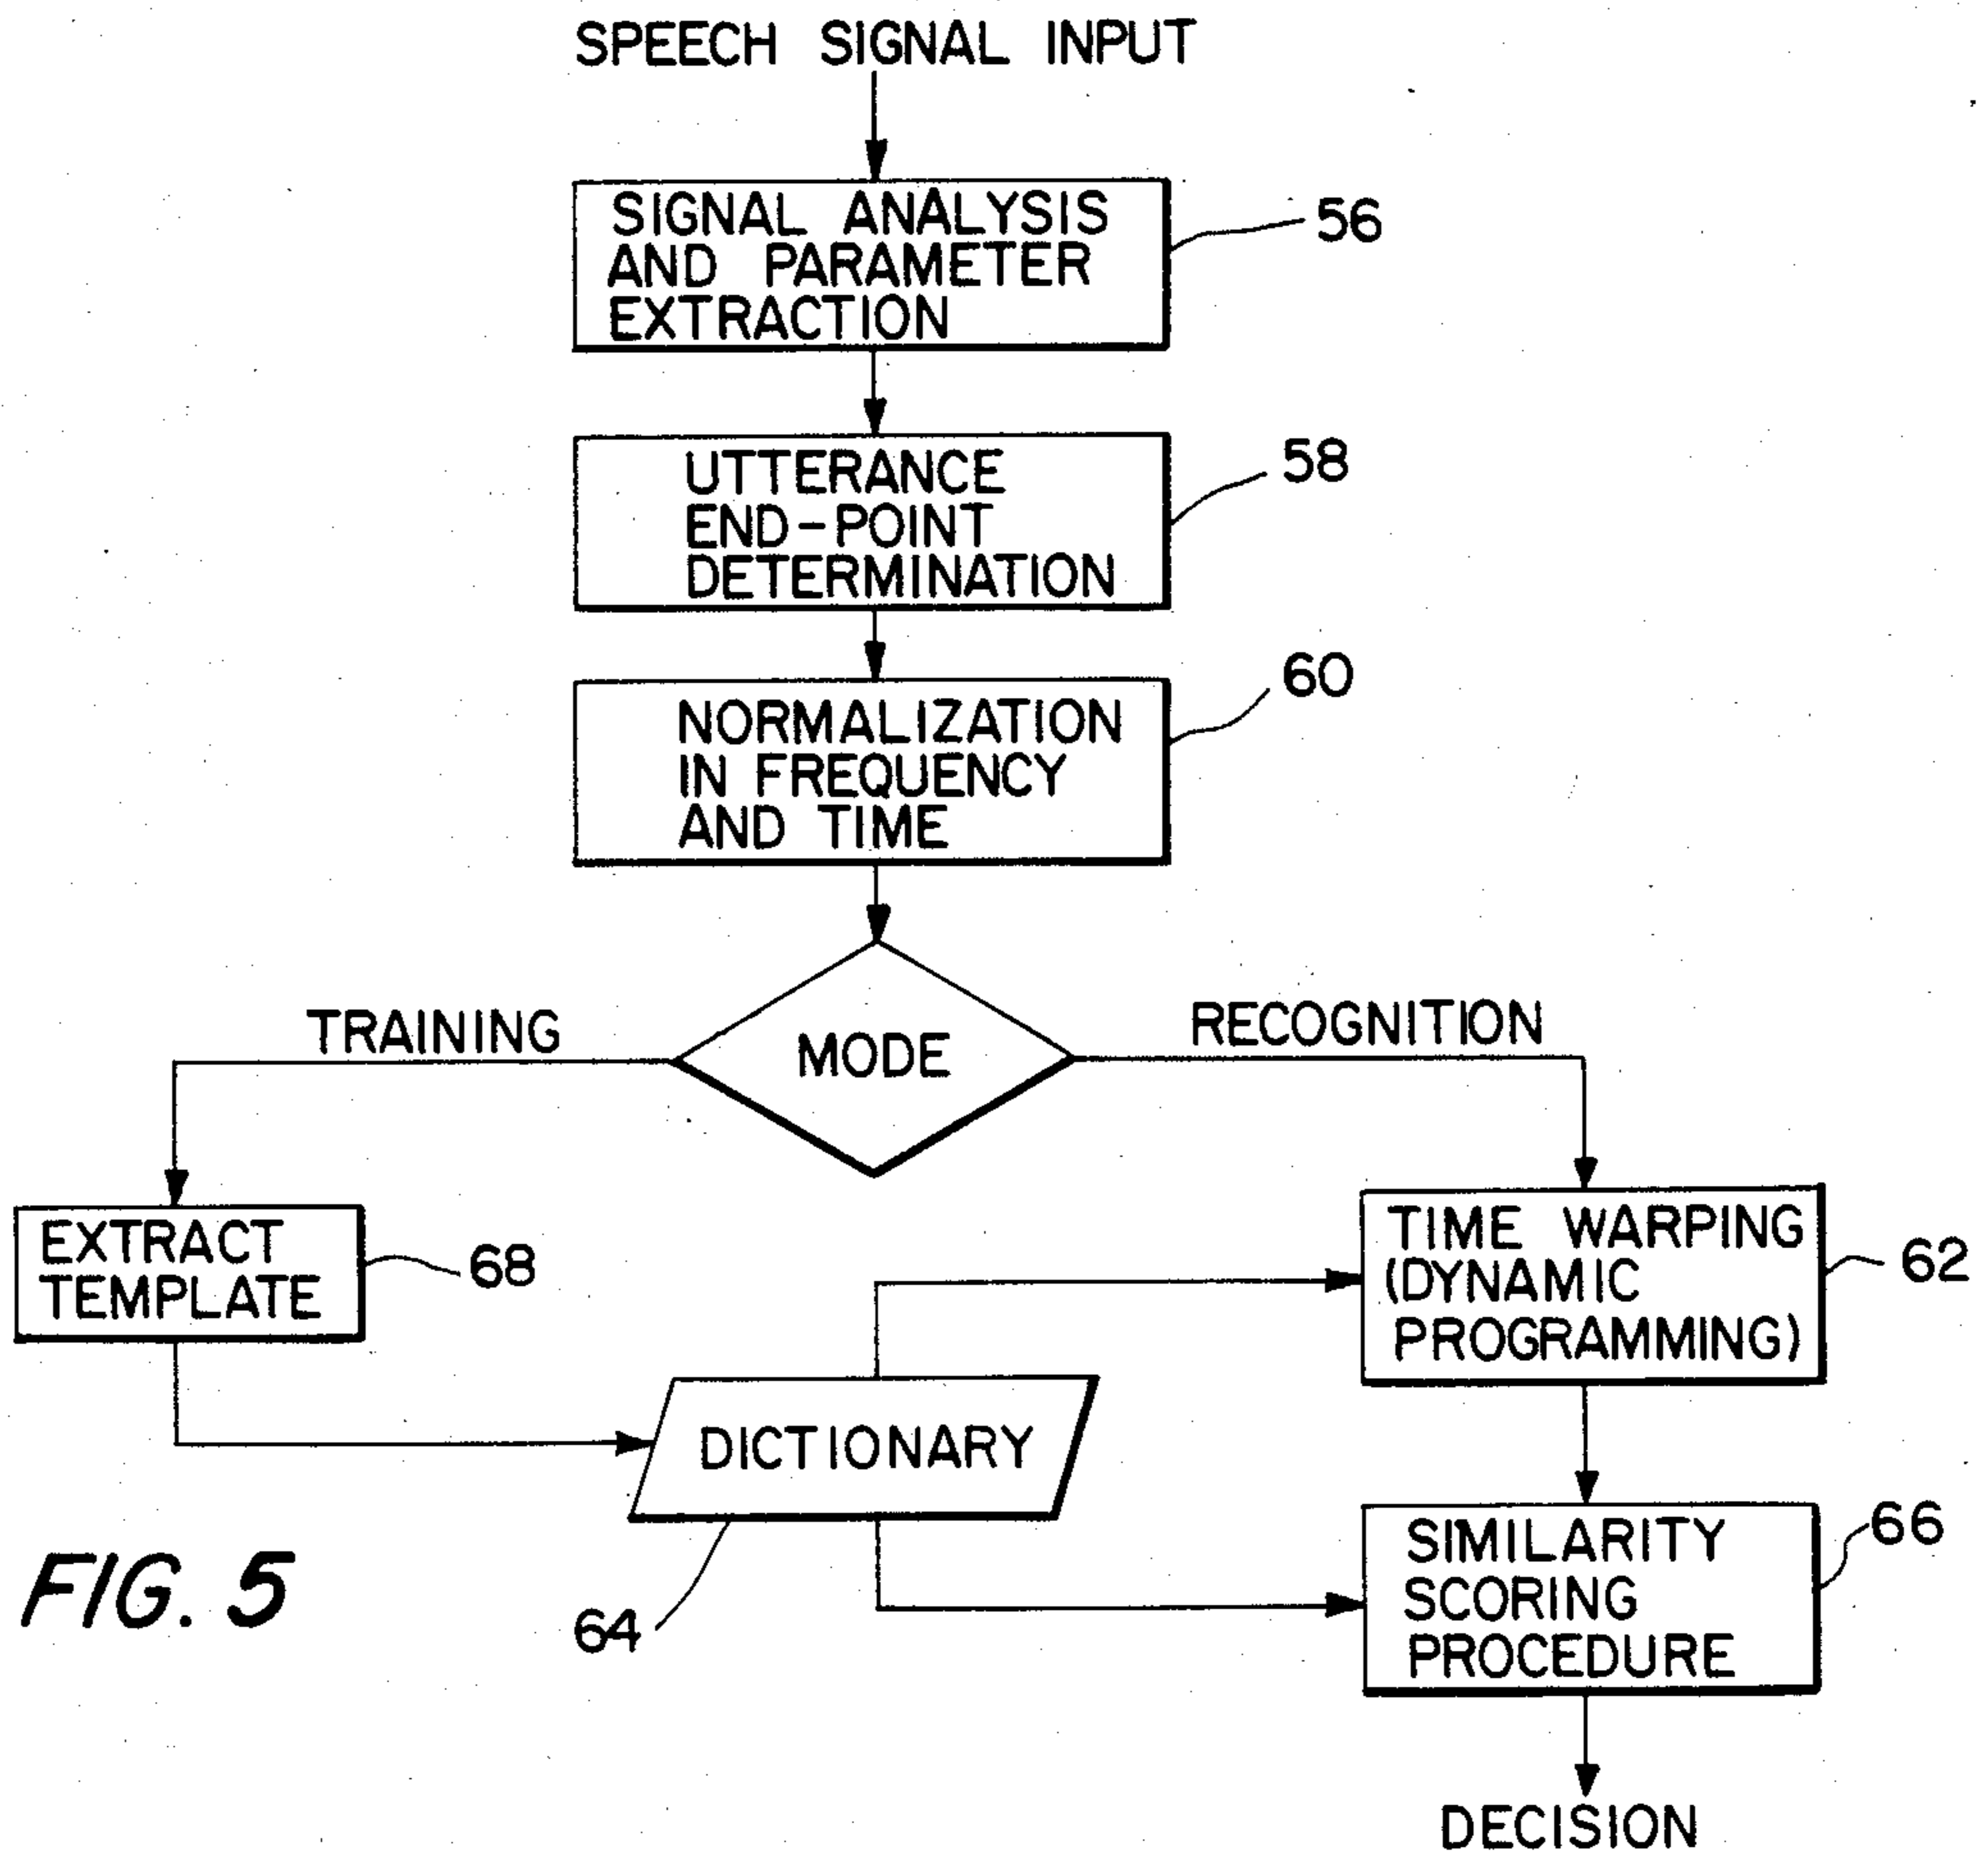 SPEECH SIGNAL INPUT
SIGNAL ANALYSIS
AND PARAMETER
EXTRACTION
56
UTTERANCE
END-POINT
DETERMINATION
58
NORMALIZATION
IN FREQUENCY
AND TIME
60
MODE
TRAINING
RECOGNITION
EXTRACT
TEMPLATE
68
TIME WARPING
(DYNAMIC
PROGRAMMING)
62
DICTIONARY
64
SIMILARITY
SCORING
PROCEDURE
66
DECISION
FIG. 5